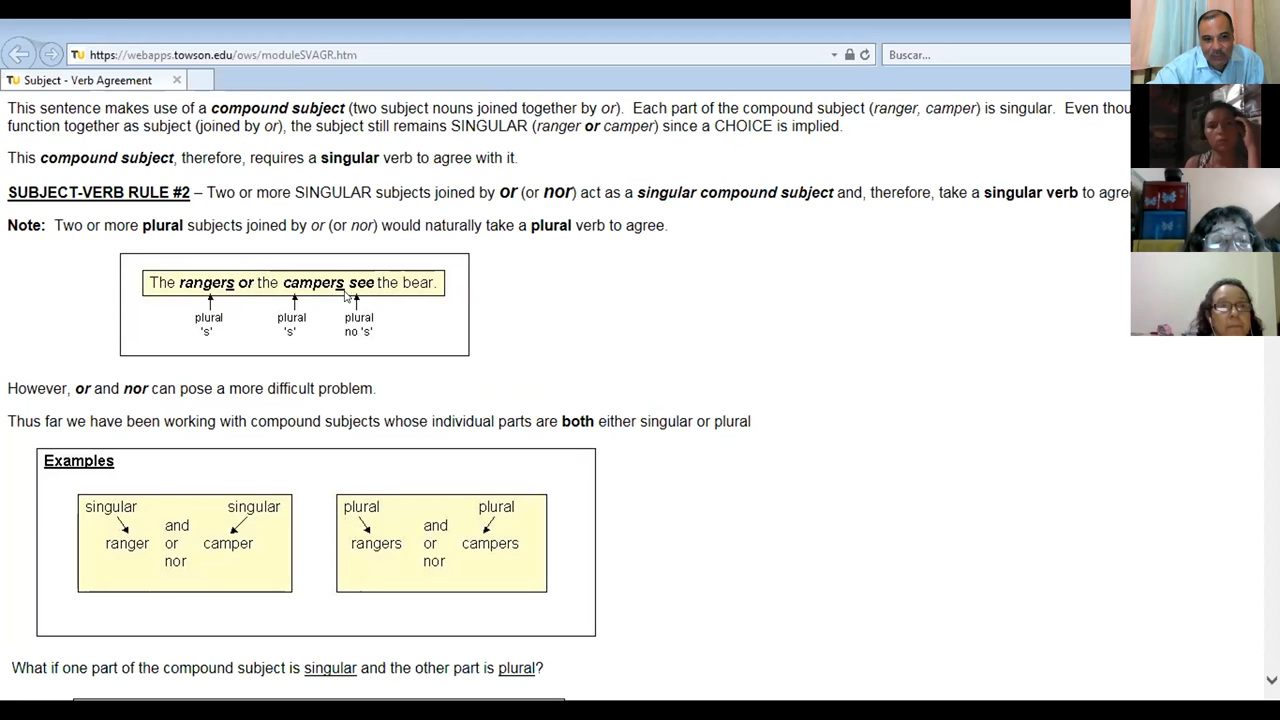 https://webapps.towson.edu/ows/moduleSVAGR.htm
Buscar...
TU Subject - Verb Agreement
This sentence makes use of a compound subject (two subject nouns joined together by or). Each part of the compound subject (ranger, camper) is singular. Even thou
function together as subject (joined by or), the subject still remains SINGULAR (ranger or camper) since a CHOICE is implied.
This compound subject, therefore, requires a singular verb to agree with it.
SUBJECT-VERB RULE #2 – Two or more SINGULAR subjects joined by or (or nor) act as a singular compound subject and, therefore, take a singular verb to agre
Note: Two or more plural subjects joined by or (or nor) would naturally take a plural verb to agree.
The rangers or the campers see the bear.
plural plural plural
's' 's' no 's'
However, or and nor can pose a more difficult problem.
Thus far we have been working with compound subjects whose individual parts are both either singular or plural
Examples
singular singular
and
ranger or camper
nor
plural plural
and
rangers or campers
nor
What if one part of the compound subject is singular and the other part is plural?